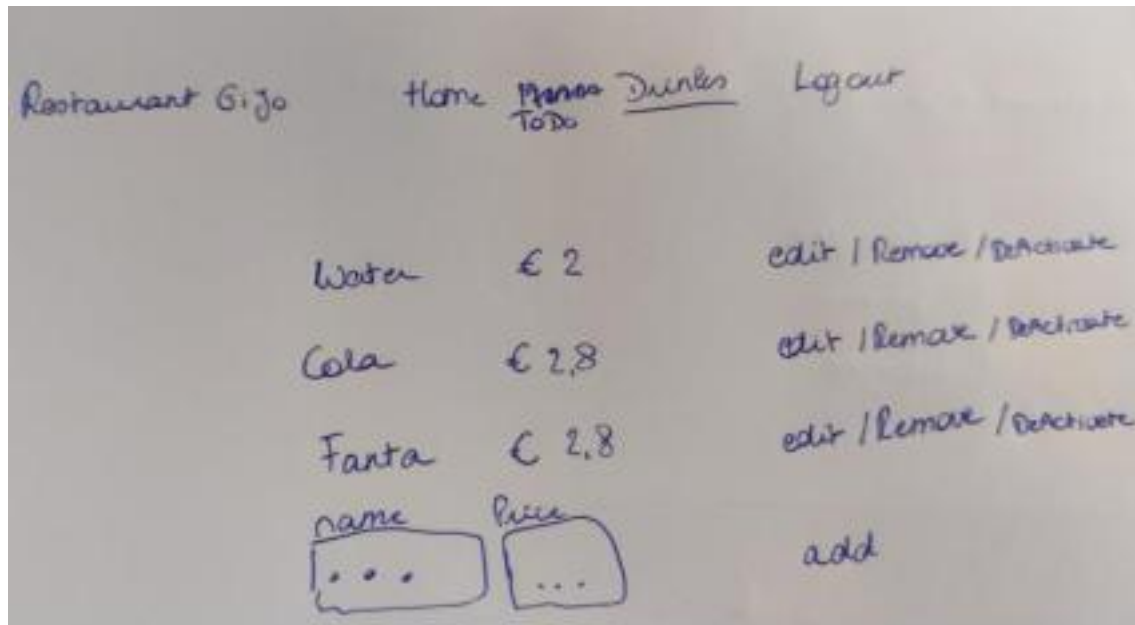 Restaurant Gijo Home Menus Drinks Logout
ToDo
Water € 2 edit / Remove / DeActivate
Cola € 2,8 edit / Remove / DeActivate
Fanta € 2,8 edit / Remove / DeActivate
name Price
... ... add